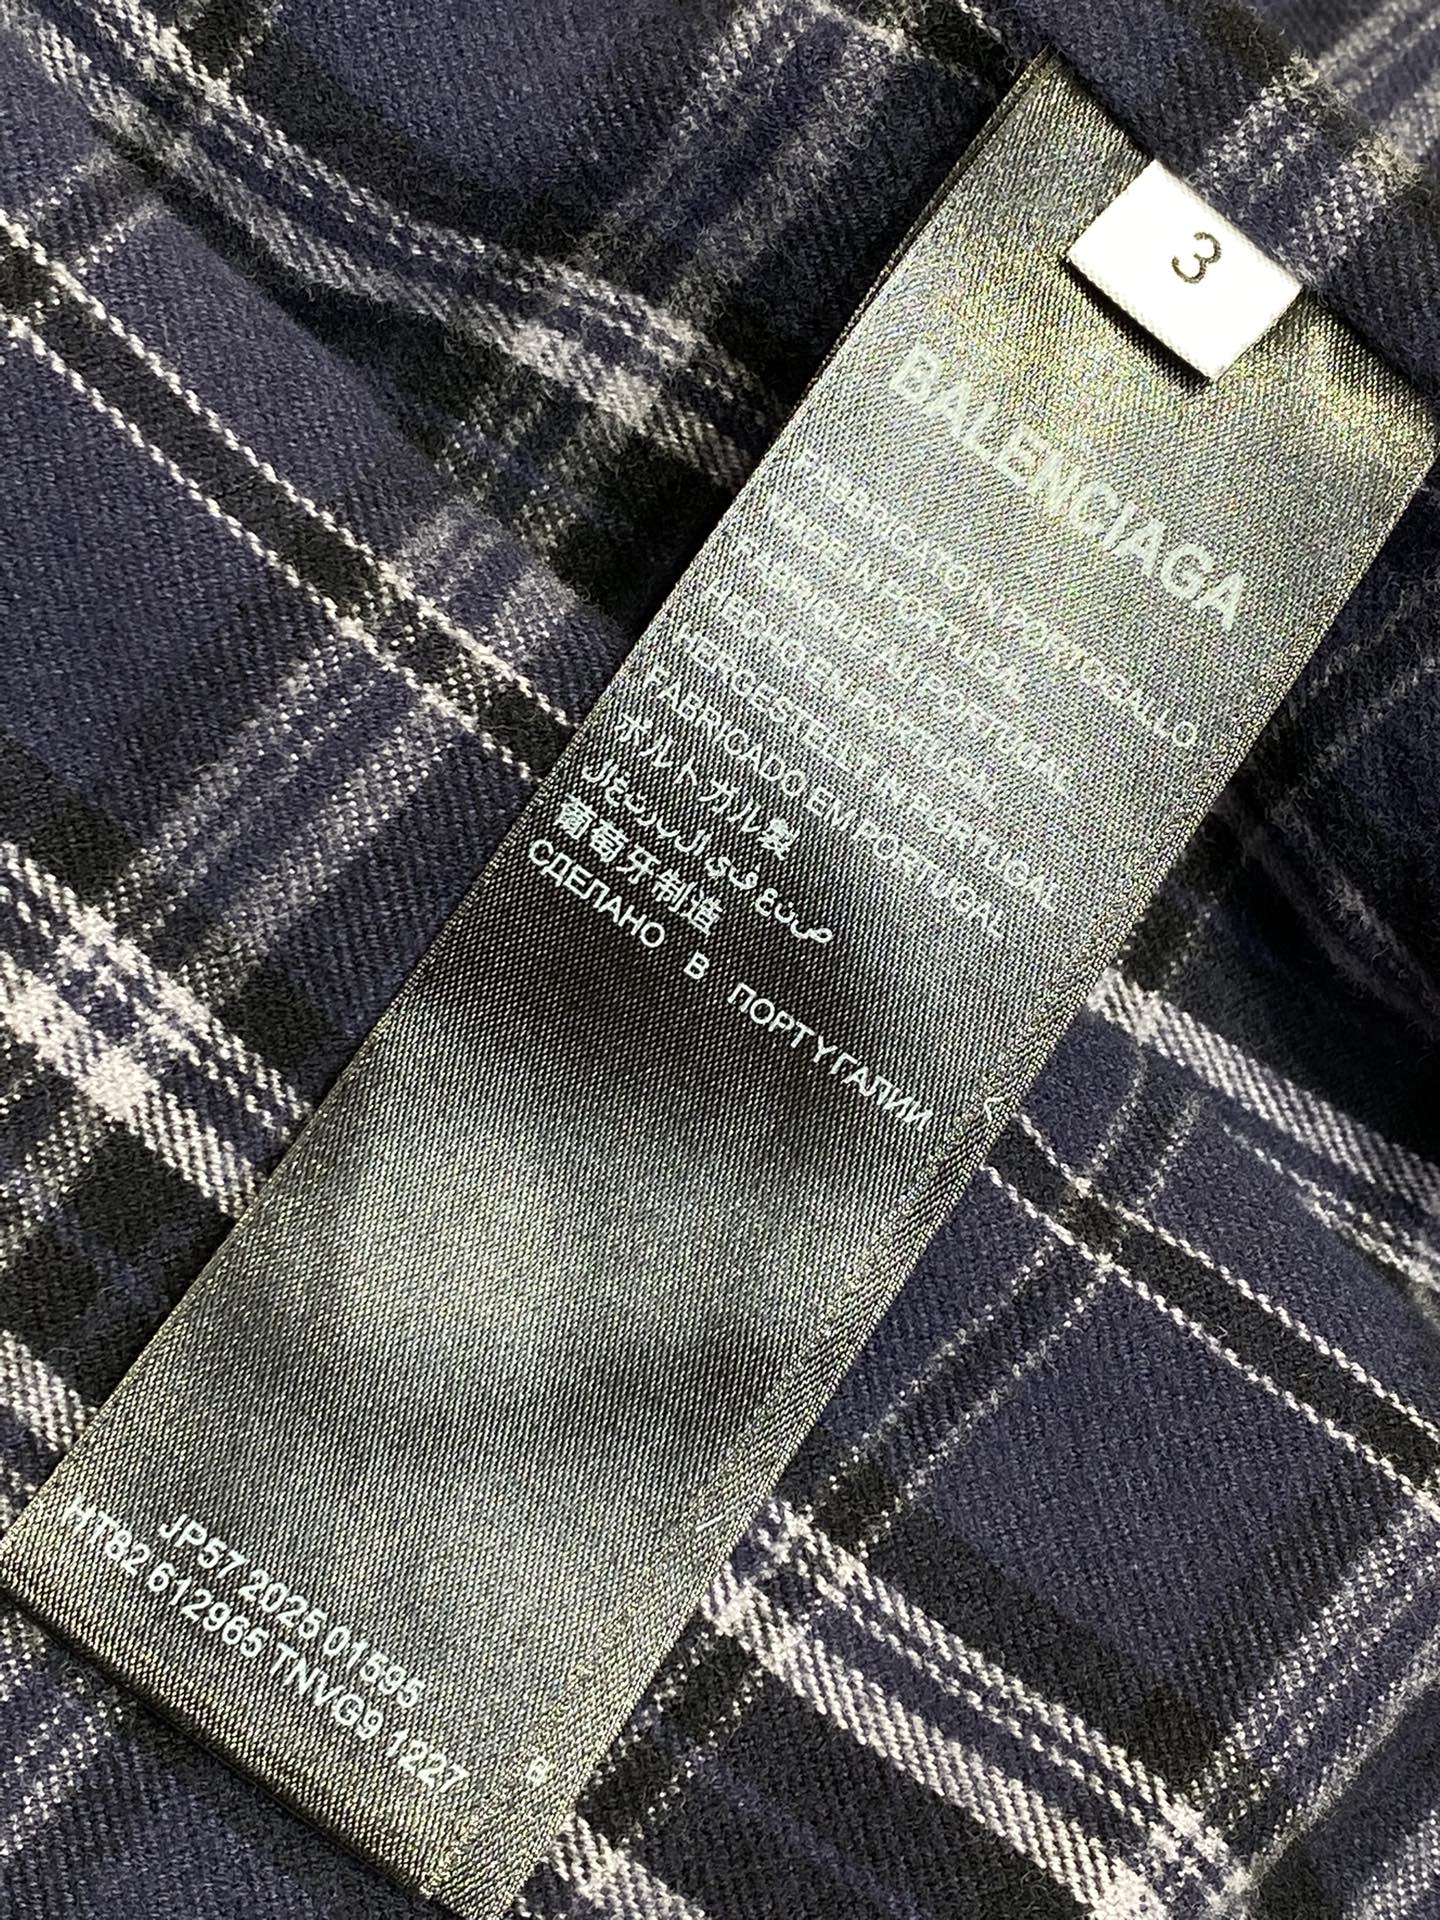 3
BALENCIAGA
FABBRICATO IN PORTOGALLO
MADE IN PORTUGAL
FABRIQUE AU PORTUGAL
HECHO EN PORTUGAL
HERGESTELLT IN PORTUGAL
FABRICADO EM PORTUGAL
ポルトガル製
صنع في البرتغال
葡萄牙制造
СДЕЛАНО В ПОРТУГАЛИИ
JP57 2025 01595
HT82 612965 TNVG9 1227
B